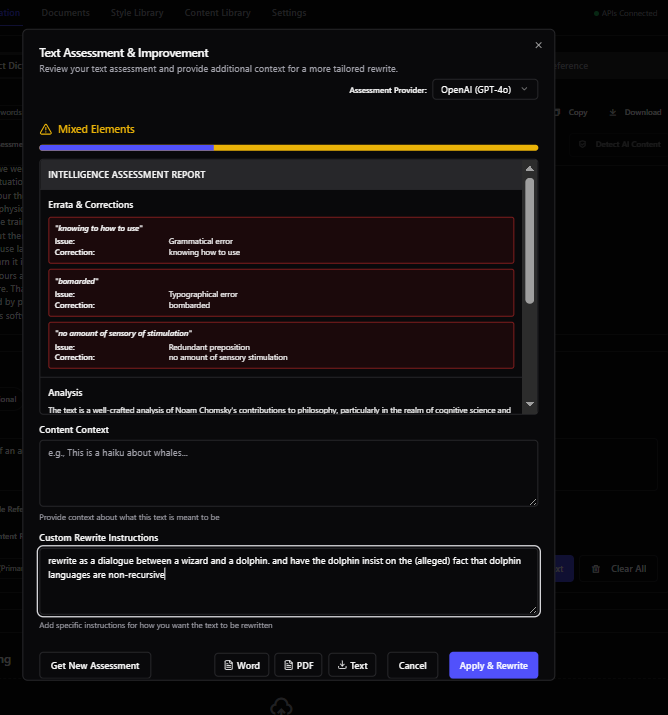 Documents Style Library Content Library Settings APIs Connected
Text Assessment & Improvement
Review your text assessment and provide additional context for a more tailored rewrite.
Assessment Provider: OpenAI (GPT-4o)
Copy Download
Mixed Elements
Detect AI Content
INTELLIGENCE ASSESSMENT REPORT
Errata & Corrections
"knowing to how to use"
Issue: Grammatical error
Correction: knowing how to use
"bomarded"
Issue: Typographical error
Correction: bombarded
"no amount of sensory of stimulation"
Issue: Redundant preposition
Correction: no amount of sensory stimulation
Analysis
The text is a well-crafted analysis of Noam Chomsky's contributions to philosophy, particularly in the realm of cognitive science and
Content Context
e.g., This is a haiku about whales...
Provide context about what this text is meant to be
Custom Rewrite Instructions
rewrite as a dialogue between a wizard and a dolphin. and have the dolphin insist on the (alleged) fact that dolphin
languages are non-recursive
Clear All
Add specific instructions for how you want the text to be rewritten
Get New Assessment Word PDF Text Cancel Apply & Rewrite